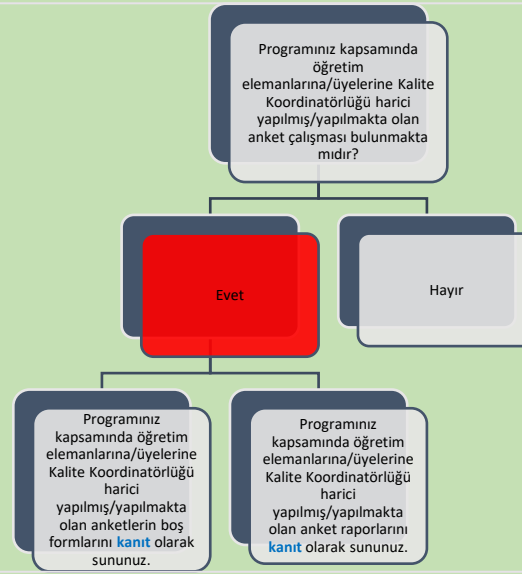 Programınız kapsamında
öğretim
elemanlarına/üyelerine Kalite
Koordinatörlüğü harici
yapılmış/yapılmakta olan
anket çalışması bulunmakta
mıdır?
Evet
Hayır
Programınız
kapsamında öğretim
elemanlarına/üyelerine
Kalite Koordinatörlüğü
harici
yapılmış/yapılmakta
olan anketlerin boş
formlarını kanıt olarak
sununuz.
Programınız
kapsamında öğretim
elemanlarına/üyelerine
Kalite Koordinatörlüğü
harici
yapılmış/yapılmakta
olan anket raporlarını
kanıt olarak sununuz.